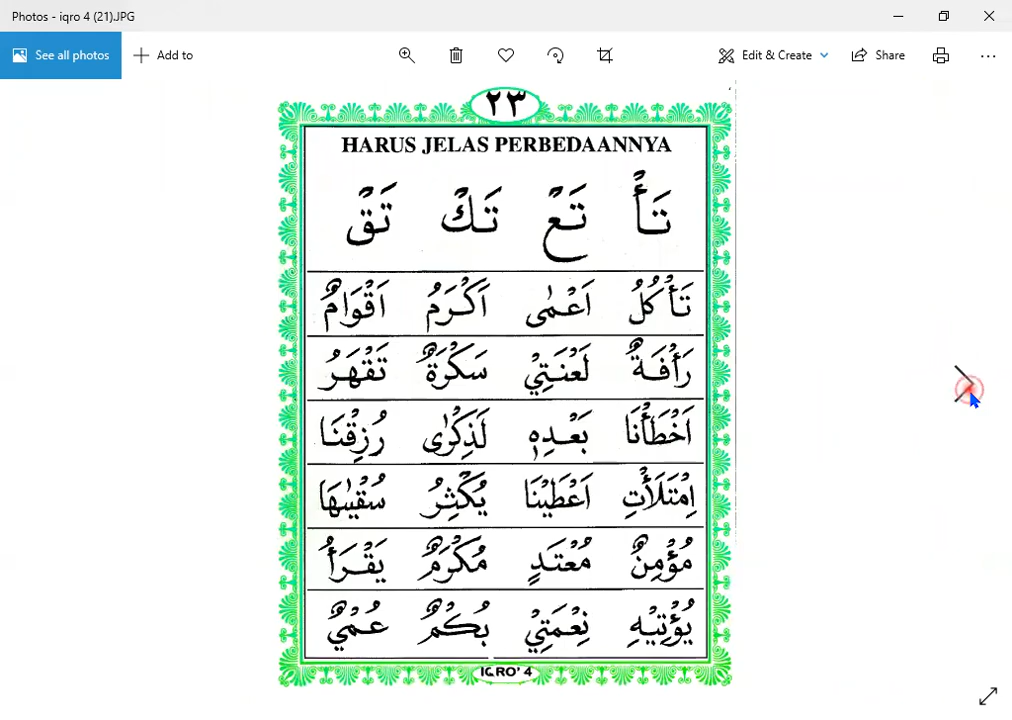 Photos - iqro 4 (21).JPG
See all photos
Add to
Edit & Create
Share
٢٣
HARUS JELAS PERBEDAANNYA
تَأْ تَعْ تَكْ تَقْ
تَأْكُلُ اَعْمٰى اَكْرَمُ اَقْوَامٌ
رَأْفَةٌ لَعْنَتِيْ سَكْرَةٌ تَقْهَرْ
اَخْطَأْنَا بَعْدِهٖ لَذِكْرٰى رُزِقْنَا
اِمْتَلَأْتِ اَعْطَيْنَا يُكْثِرُ سُقْيٰهَا
مُؤْمِنٌ مُعْتَدٍ مُكْرَمٌ يَقْرَأُ
يُؤْتِيْهِ نِعْمَتِيْ بُكْمٌ عُمْيٌ
IQRO' 4